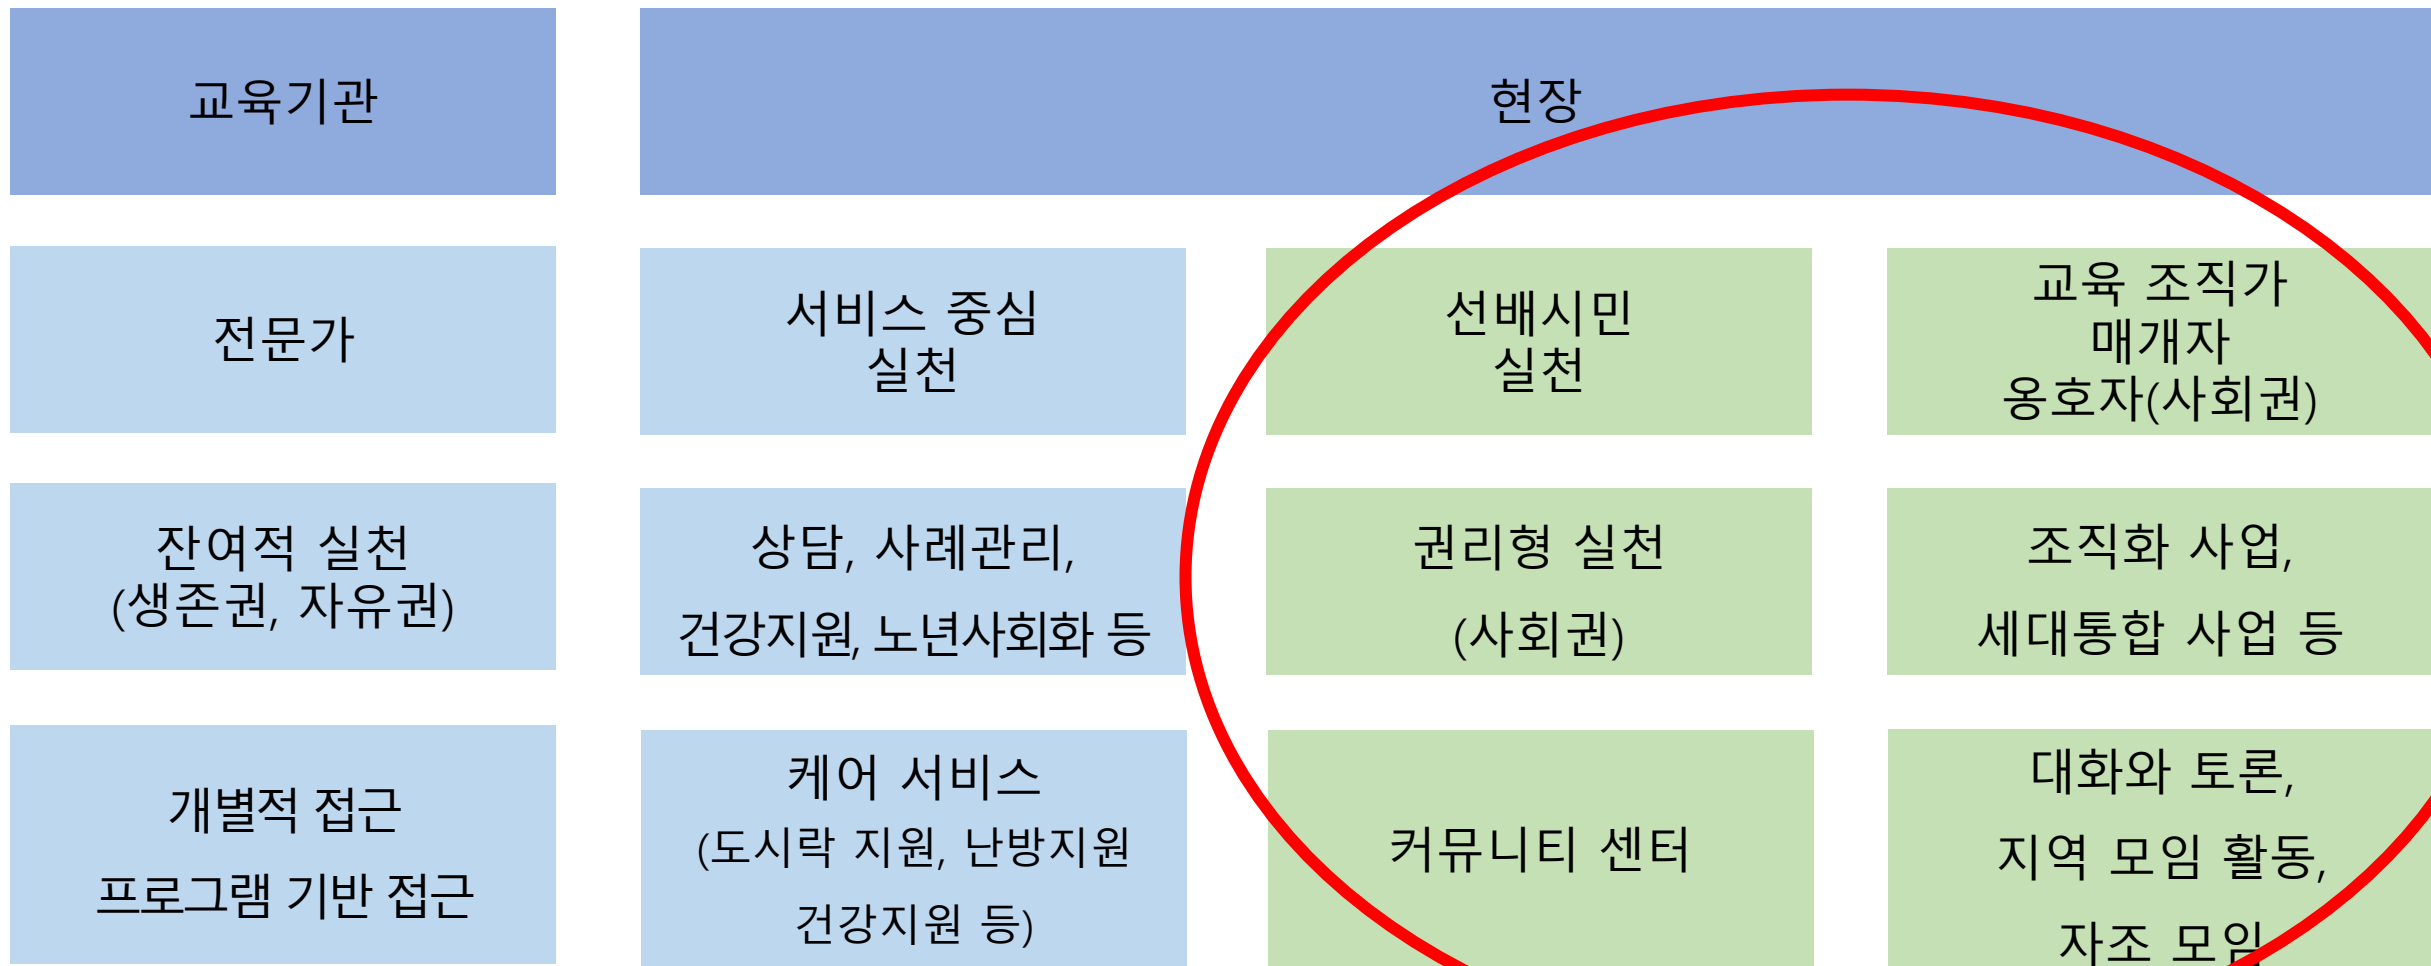 교육기관
현장
전문가
서비스 중심
실천
선배시민
실천
교육 조직가
매개자
옹호자(사회권)
잔여적 실천
(생존권, 자유권)
상담, 사례관리,
건강지원, 노년사회화 등
권리형 실천
(사회권)
조직화 사업,
세대통합 사업 등
개별적 접근
프로그램 기반 접근
케어 서비스
(도시락 지원, 난방지원
건강지원 등)
커뮤니티 센터
대화와 토론,
지역 모임 활동,
자조 모임